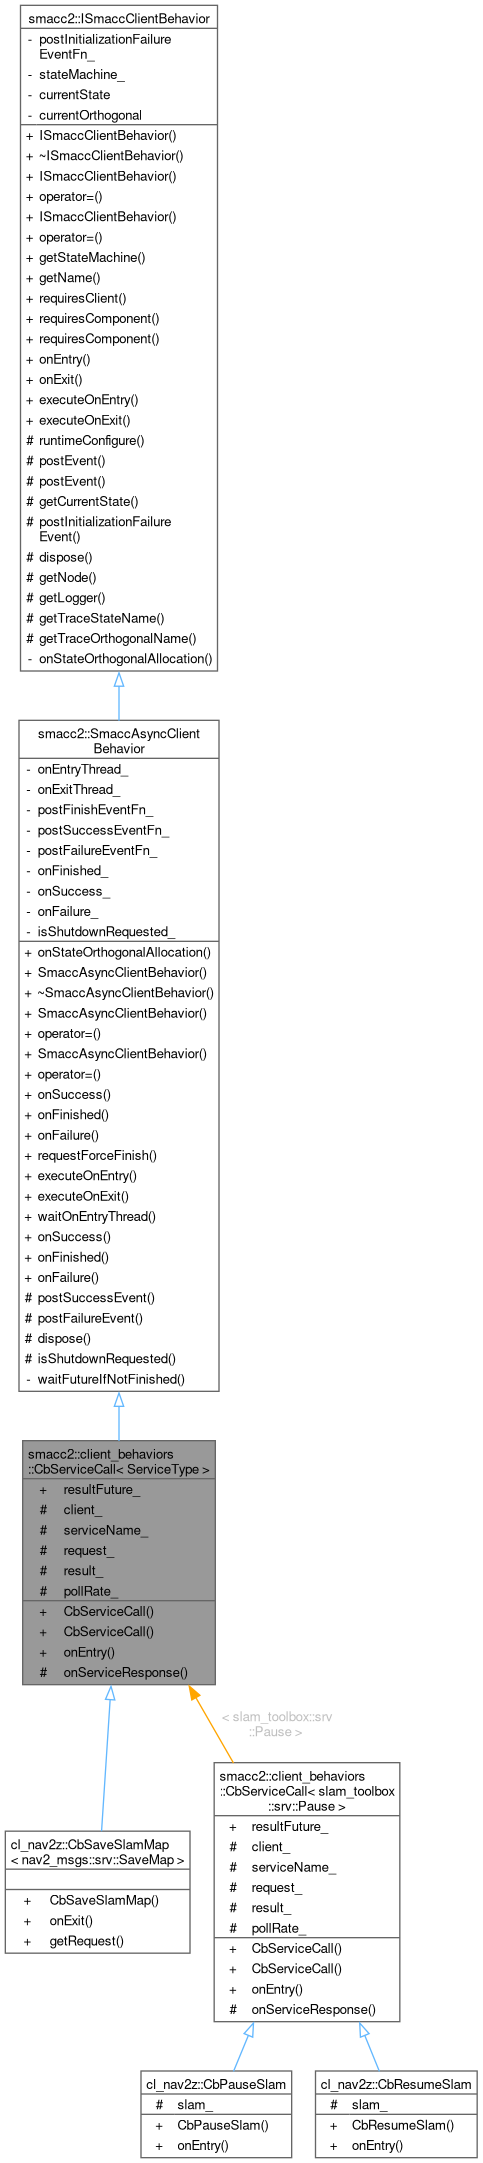 smacc2::ISmaccClientBehavior
- postInitializationFailure
EventFn_
- stateMachine_
- currentState
- currentOrthogonal
+ ISmaccClientBehavior()
+ ~ISmaccClientBehavior()
+ ISmaccClientBehavior()
+ operator=()
+ ISmaccClientBehavior()
+ operator=()
+ getStateMachine()
+ getName()
+ requiresClient()
+ requiresComponent()
+ requiresComponent()
+ onEntry()
+ onExit()
+ executeOnEntry()
+ executeOnExit()
# runtimeConfigure()
# postEvent()
# postEvent()
# getCurrentState()
# postInitializationFailure
Event()
# dispose()
# getNode()
# getLogger()
# getTraceStateName()
# getTraceOrthogonalName()
- onStateOrthogonalAllocation()
smacc2::SmaccAsyncClient
Behavior
- onEntryThread_
- onExitThread_
- postFinishEventFn_
- postSuccessEventFn_
- postFailureEventFn_
- onFinished_
- onSuccess_
- onFailure_
- isShutdownRequested_
+ onStateOrthogonalAllocation()
+ SmaccAsyncClientBehavior()
+ ~SmaccAsyncClientBehavior()
+ SmaccAsyncClientBehavior()
+ operator=()
+ SmaccAsyncClientBehavior()
+ operator=()
+ onSuccess()
+ onFinished()
+ onFailure()
+ requestForceFinish()
+ executeOnEntry()
+ executeOnExit()
+ waitOnEntryThread()
+ onSuccess()
+ onFinished()
+ onFailure()
# postSuccessEvent()
# postFailureEvent()
# dispose()
# isShutdownRequested()
- waitFutureIfNotFinished()
smacc2::client_behaviors
::CbServiceCall< ServiceType >
+ resultFuture_
# client_
# serviceName_
# request_
# result_
# pollRate_
+ CbServiceCall()
+ CbServiceCall()
+ onEntry()
# onServiceResponse()
< slam_toolbox::srv
::Pause >
smacc2::client_behaviors
::CbServiceCall< slam_toolbox
::srv::Pause >
+ resultFuture_
# client_
# serviceName_
# request_
# result_
# pollRate_
+ CbServiceCall()
+ CbServiceCall()
+ onEntry()
# onServiceResponse()
cl_nav2z::CbSaveSlamMap
< nav2_msgs::srv::SaveMap >
+ CbSaveSlamMap()
+ onExit()
+ getRequest()
cl_nav2z::CbPauseSlam
# slam_
+ CbPauseSlam()
+ onEntry()
cl_nav2z::CbResumeSlam
# slam_
+ CbResumeSlam()
+ onEntry()